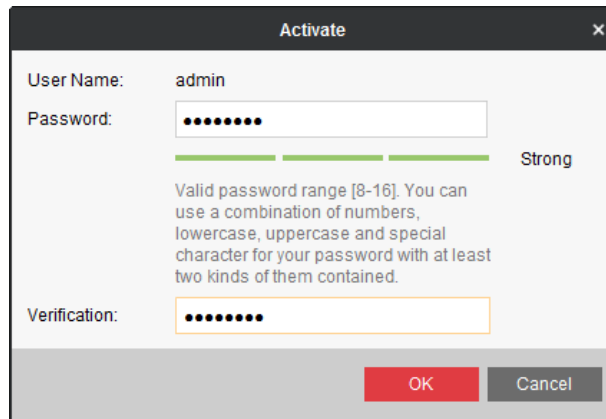 Activate ×
User Name: admin
Password: ●●●●●●●●
Strong
Valid password range [8-16]. You can
use a combination of numbers,
lowercase, uppercase and special
character for your password with at least
two kinds of them contained.
Verification: ●●●●●●●●
OK Cancel